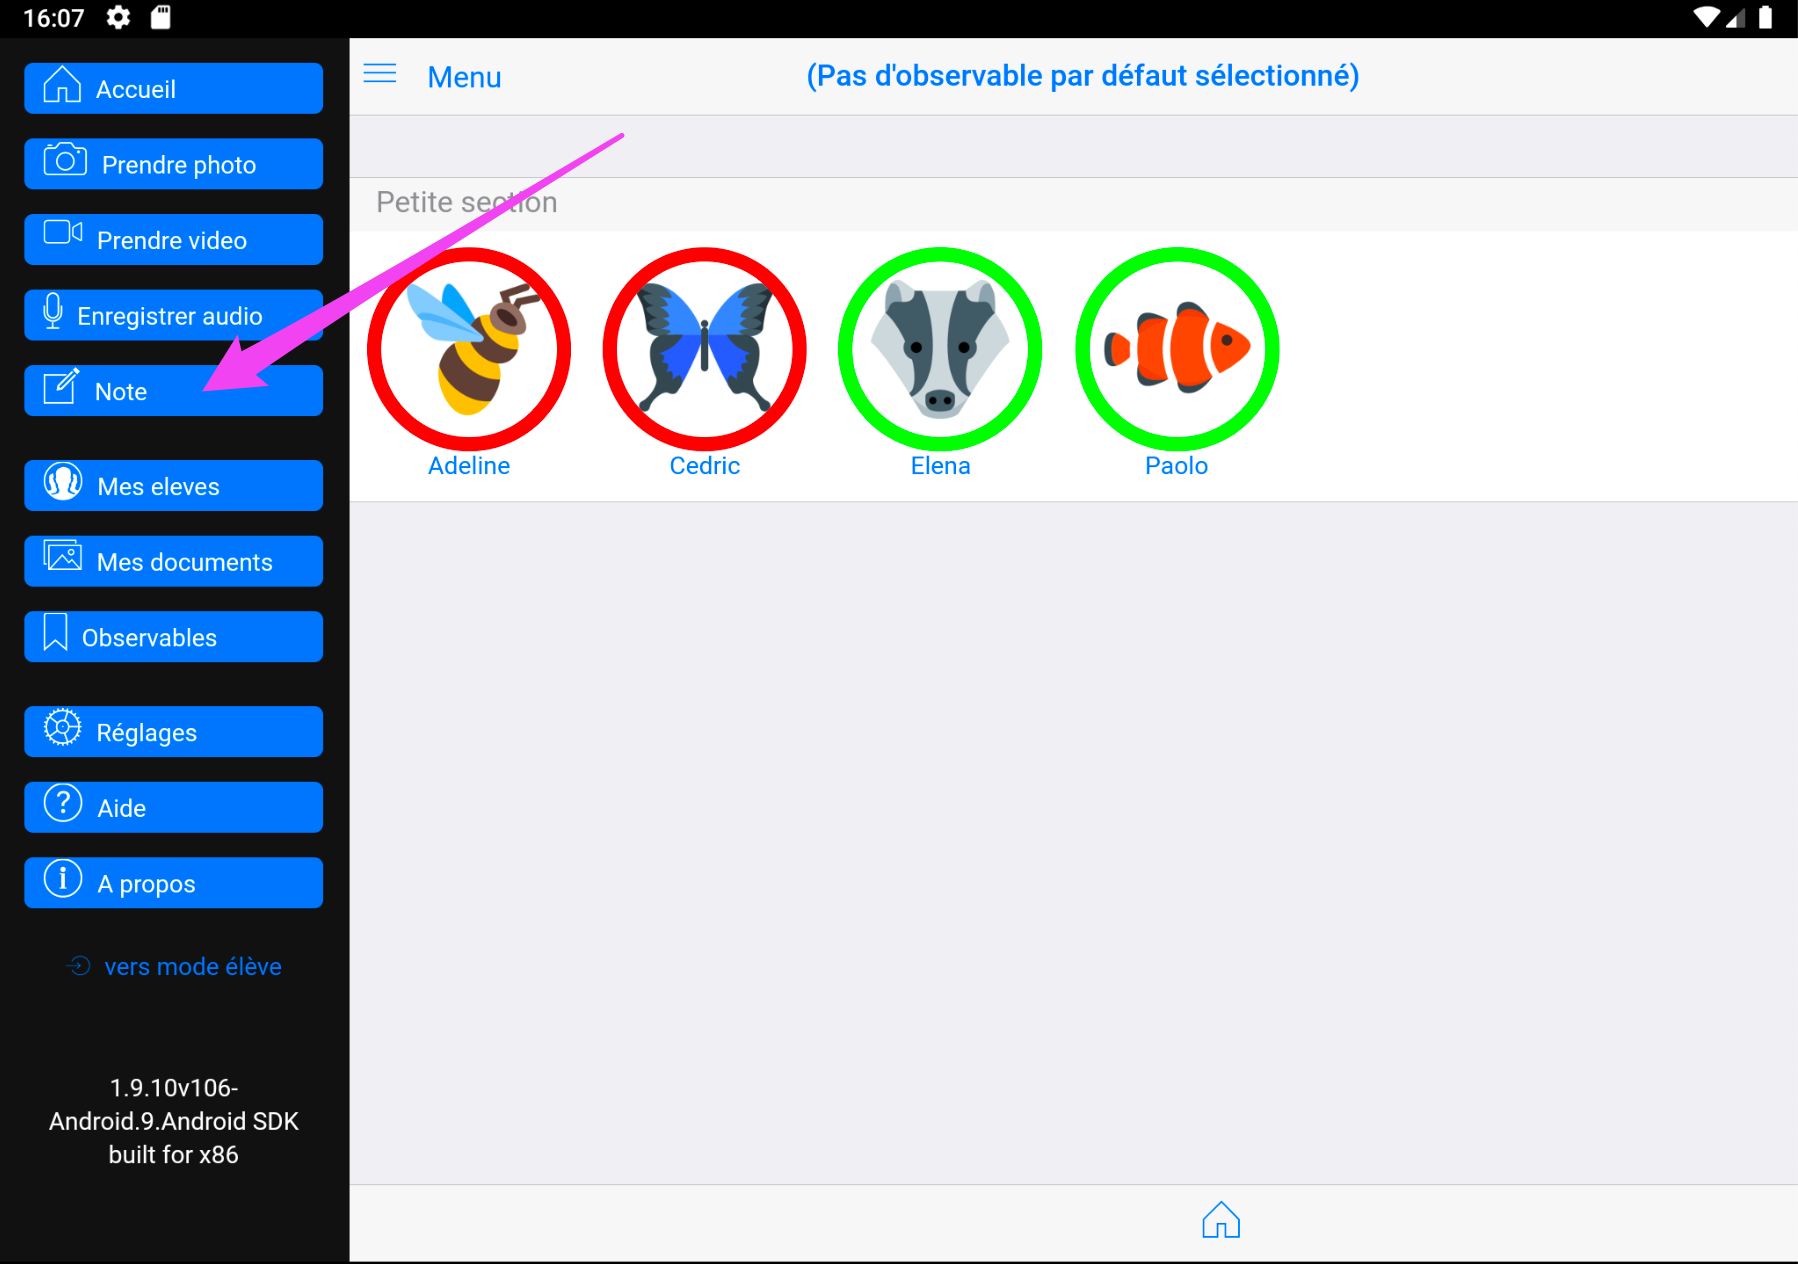 16:07
Accueil
Prendre photo
Prendre video
Enregistrer audio
Note
Mes eleves
Mes documents
Observables
Réglages
Aide
A propos
vers mode élève
1.9.10v106-
Android.9.Android SDK
built for x86
Menu
(Pas d'observable par défaut sélectionné)
Petite section
Adeline
Cedric
Elena
Paolo